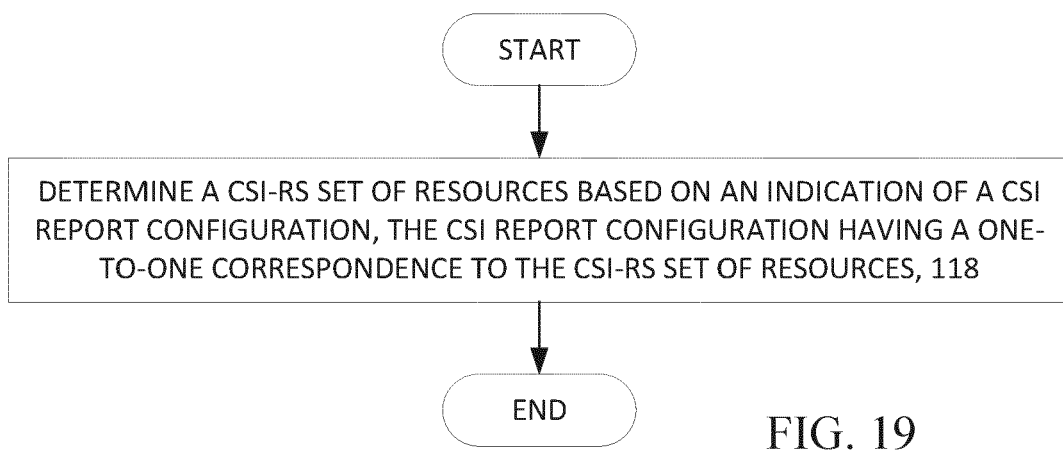 START
DETERMINE A CSI-RS SET OF RESOURCES BASED ON AN INDICATION OF A CSI
REPORT CONFIGURATION, THE CSI REPORT CONFIGURATION HAVING A ONE-
TO-ONE CORRESPONDENCE TO THE CSI-RS SET OF RESOURCES, 118
END
FIG. 19